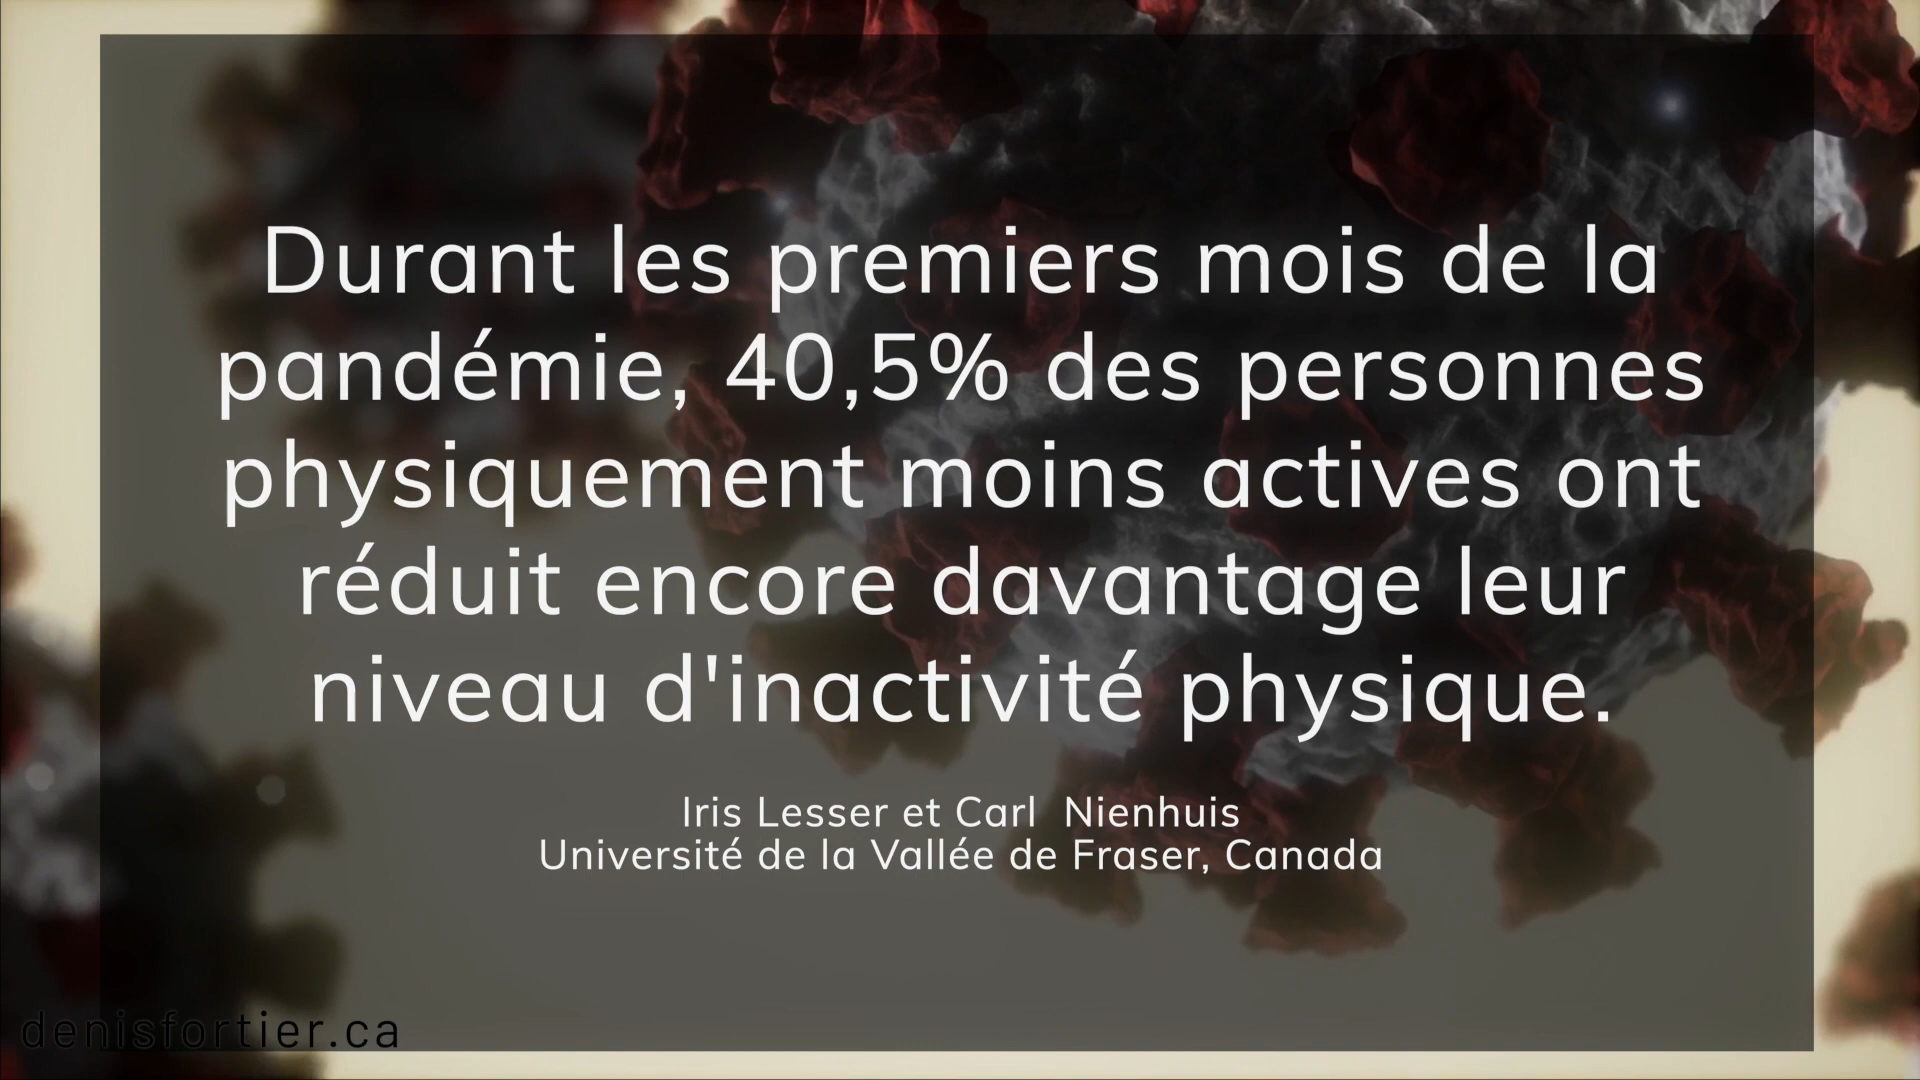 Durant les premiers mois de la
pandémie, 40,5% des personnes
physiquement moins actives ont
réduit encore davantage leur
niveau d'inactivité physique.
Iris Lesser et Carl  Nienhuis
Université de la Vallée de Fraser, Canada
denisfortier.ca